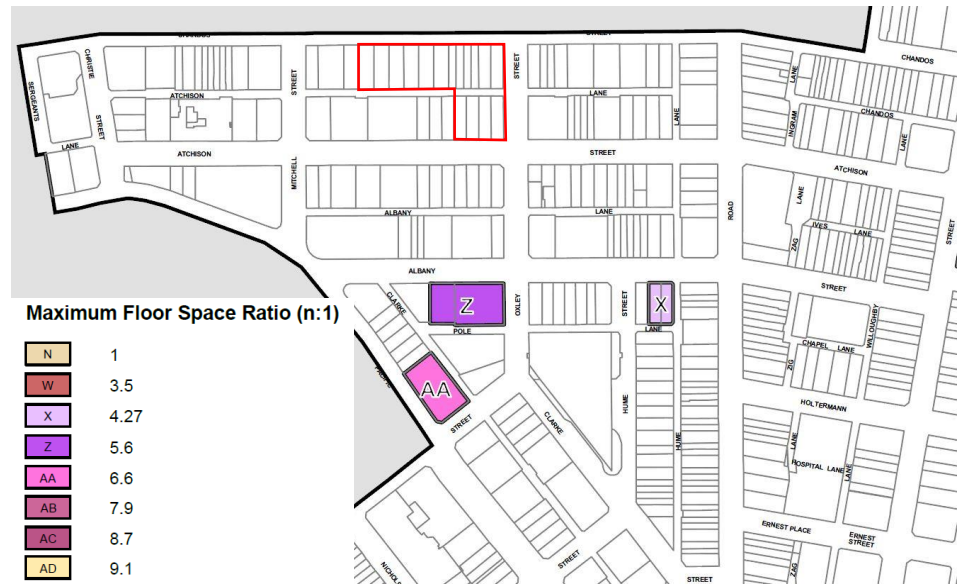 CHANDOS
STREET
CHANDOS
CHRISTIE
SERGEANTS
STREET
LANE
ATCHISON
ATCHISON
STREET
MITCHELL
STREET
LANE
LANE
STREET
LANE
INGRAM
CHANDOS
LANE
ATCHISON
ALBANY
LANE
ROAD
LANE
ZAG
IVES
LANE
STREET
ALBANY
STREET
CLARKE
Z
OXLEY
STREET
X
LANE
POLE
WILLOUGHBY
CHAPEL LANE
ZIG
Maximum Floor Space Ratio (n:1)
N 1
W 3.5
X 4.27
Z 5.6
AA 6.6
AB 7.9
AC 8.7
AD 9.1
AA
STREET
CLARKE
HUME
HUME
HOLTERMANN
LANE
HOSPITAL LANE
LANE
ERNEST PLACE
ERNEST
STREET
STREET
STREET
ZAG